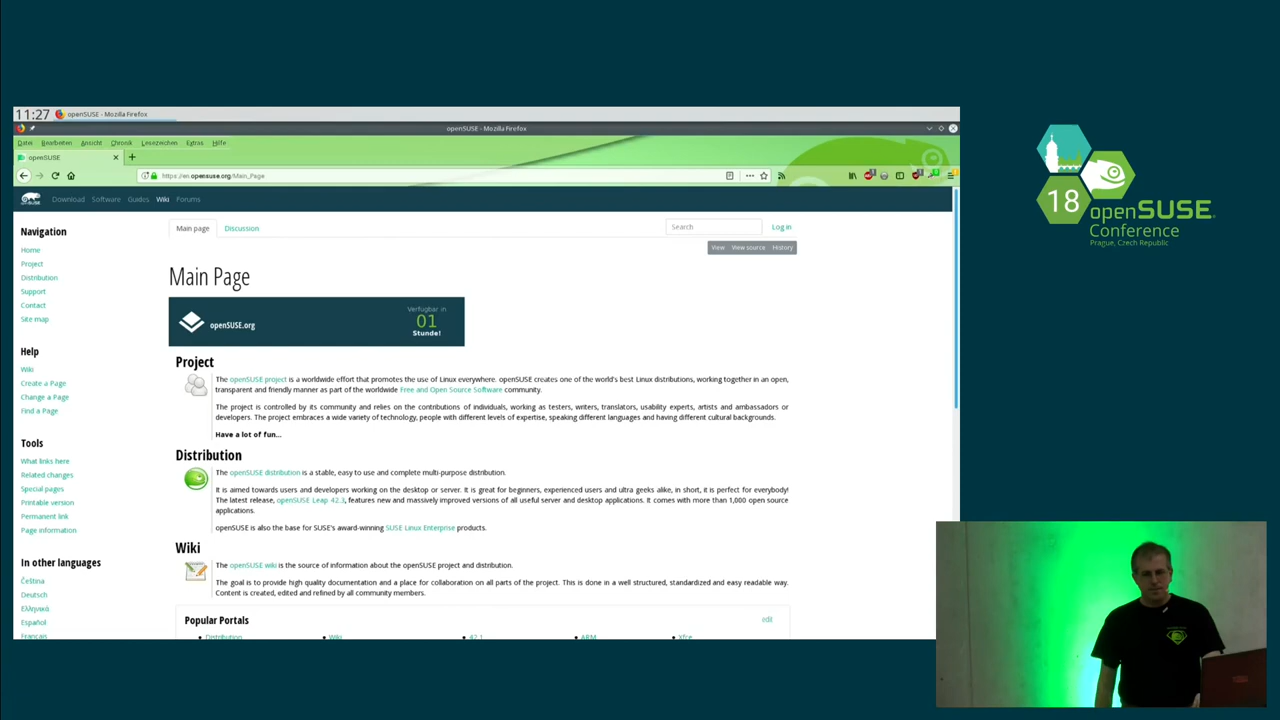 11:27 openSUSE - Mozilla Firefox
openSUSE - Mozilla Firefox
Datei Bearbeiten Ansicht Chronik Lesezeichen Extras Hilfe
openSUSE
https://en.opensuse.org/Main_Page
Download Software Guides Wiki Forums
Navigation
Home
Project
Distribution
Support
Contact
Site map
Help
Wiki
Create a Page
Change a Page
Find a Page
Tools
What links here
Related changes
Special pages
Printable version
Permanent link
Page information
In other languages
Čeština
Deutsch
Ελληνικά
Español
Français
Main page Discussion
Search Log in
View View source History
Main Page
openSUSE.org
Verfügbar in
01
Stunde!
Project
The openSUSE project is a worldwide effort that promotes the use of Linux everywhere. openSUSE creates one of the world's best Linux distributions, working together in an open,
transparent and friendly manner as part of the worldwide Free and Open Source Software community.
The project is controlled by its community and relies on the contributions of individuals, working as testers, writers, translators, usability experts, artists and ambassadors or
developers. The project embraces a wide variety of technology, people with different levels of expertise, speaking different languages and having different cultural backgrounds.
Have a lot of fun...
Distribution
The openSUSE distribution is a stable, easy to use and complete multi-purpose distribution.
It is aimed towards users and developers working on the desktop or server. It is great for beginners, experienced users and ultra geeks alike, in short, it is perfect for everybody!
The latest release, openSUSE Leap 42.3, features new and massively improved versions of all useful server and desktop applications. It comes with more than 1,000 open source
applications.
openSUSE is also the base for SUSE's award-winning SUSE Linux Enterprise products.
Wiki
The openSUSE wiki is the source of information about the openSUSE project and distribution.
The goal is to provide high quality documentation and a place for collaboration on all parts of the project. This is done in a well structured, standardized and easy readable way.
Content is created, edited and refined by all community members.
Popular Portals
edit
Distribution Wiki 42.1 ARM Xfce
18
openSUSE
Conference
Prague, Czech Republic